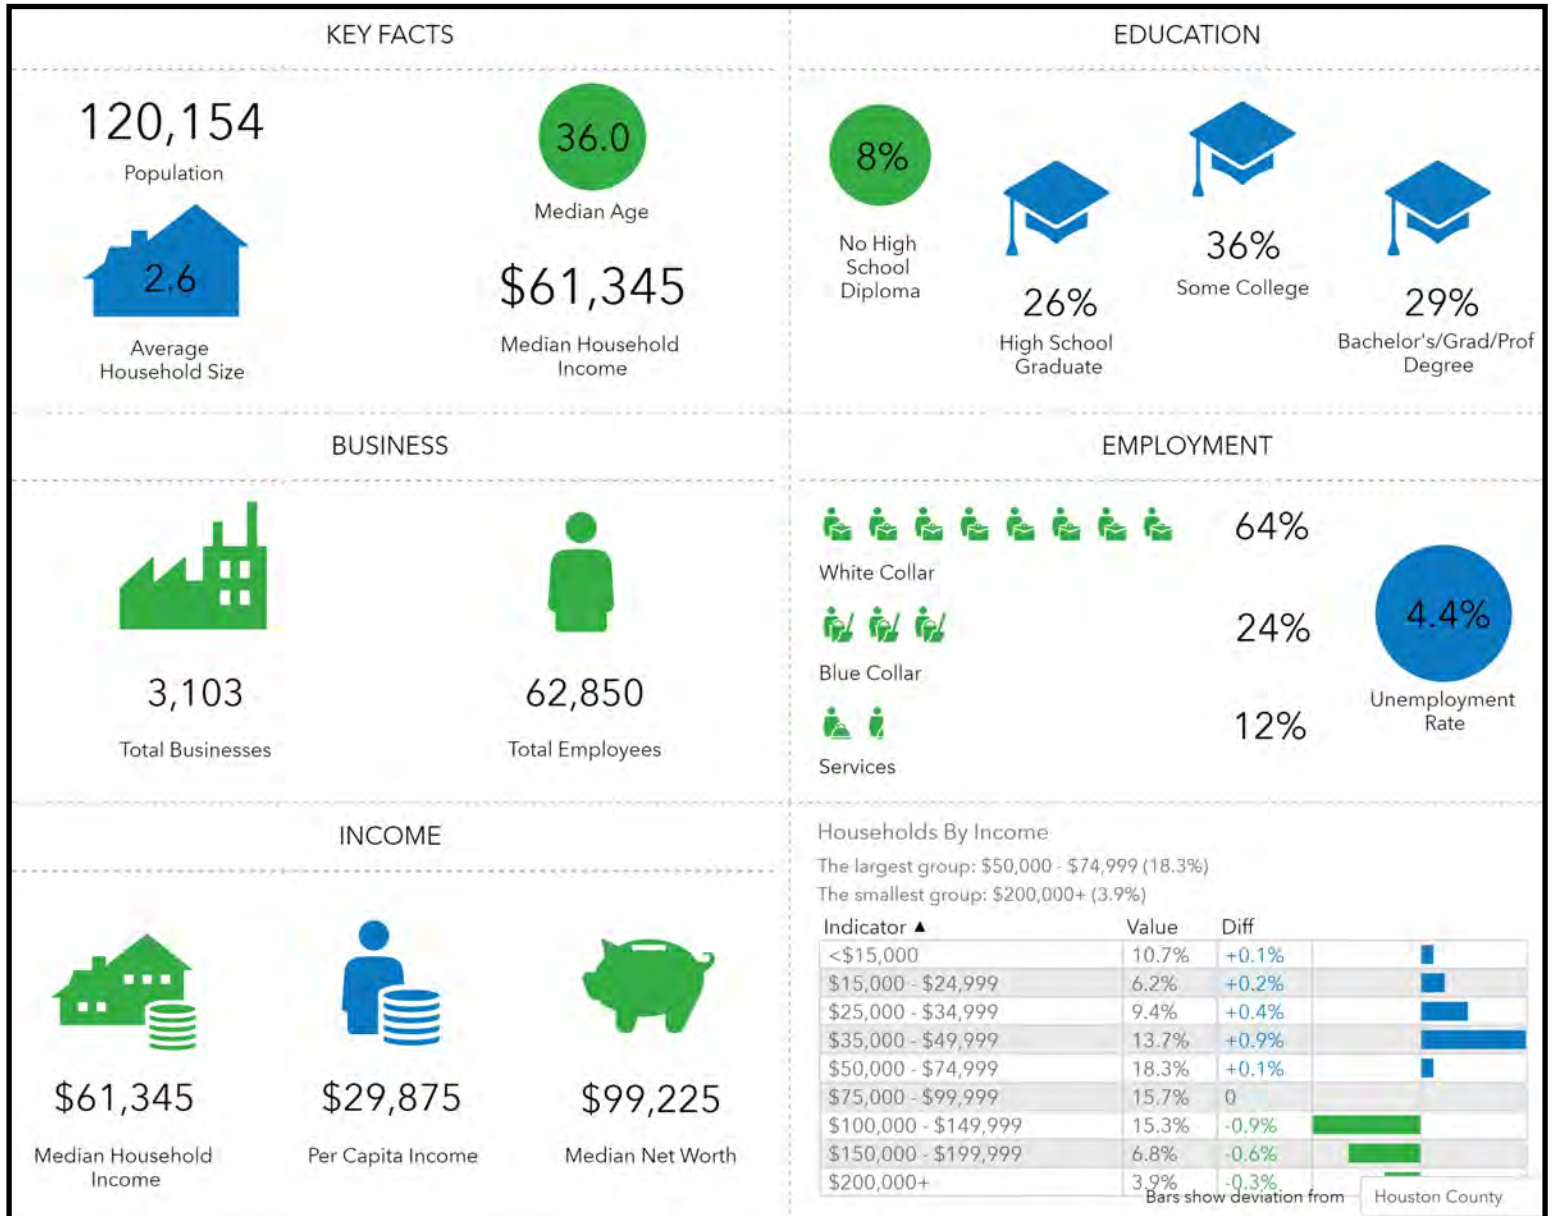 KEY FACTS
120,154
Population
36.0
Median Age
2.6
Average
Household Size
$61,345
Median Household
Income
EDUCATION
8%
No High
School
Diploma
26%
High School
Graduate
36%
Some College
29%
Bachelor's/Grad/Prof
Degree
BUSINESS
3,103
Total Businesses
62,850
Total Employees
EMPLOYMENT
64%
White Collar
24%
Blue Collar
12%
Services
4.4%
Unemployment
Rate
INCOME
$61,345
Median Household
Income
$29,875
Per Capita Income
$99,225
Median Net Worth
Households By Income
The largest group: $50,000 - $74,999 (18.3%)
The smallest group: $200,000+ (3.9%)
Indicator ▲ Value Diff
<$15,000 10.7% +0.1%
$15,000 - $24,999 6.2% +0.2%
$25,000 - $34,999 9.4% +0.4%
$35,000 - $49,999 13.7% +0.9%
$50,000 - $74,999 18.3% +0.1%
$75,000 - $99,999 15.7% 0
$100,000 - $149,999 15.3% -0.9%
$150,000 - $199,999 6.8% -0.6%
$200,000+ 3.9% -0.3%
Bars show deviation from Houston County